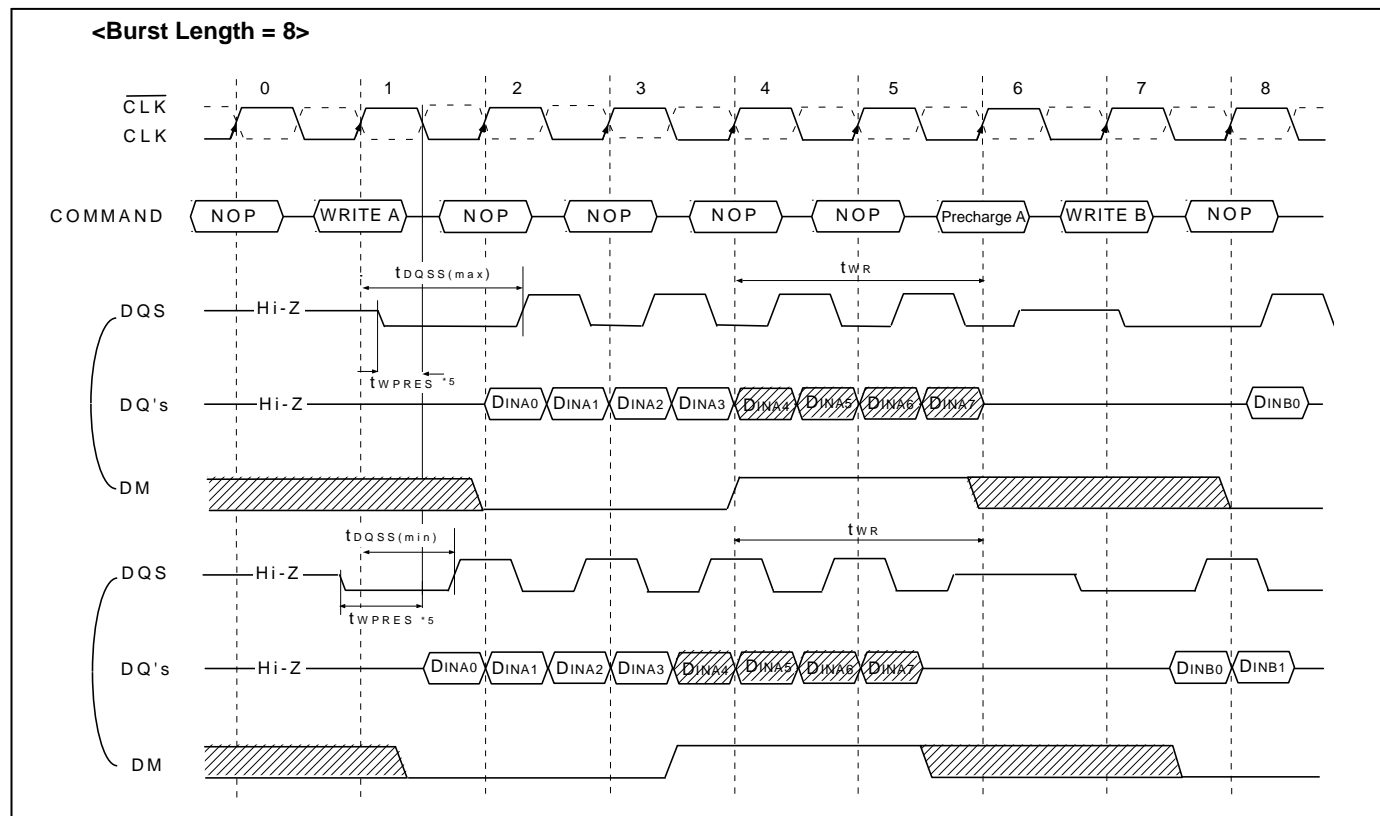 <Burst Length = 8>
0 1 2 3 4 5 6 7 8
CLK
CLK
COMMAND NOP WRITE A NOP NOP NOP NOP Precharge A WRITE B NOP
tDQSS(max) tWR
DQS Hi-Z
tWPRES *5
DQ's Hi-Z DINA0 DINA1 DINA2 DINA3 DINA4 DINA5 DINA6 DINA7 DINB0
DM
tDQSS(min) tWR
DQS Hi-Z
tWPRES *5
DQ's Hi-Z DINA0 DINA1 DINA2 DINA3 DINA4 DINA5 DINA6 DINA7 DINB0 DINB1
DM